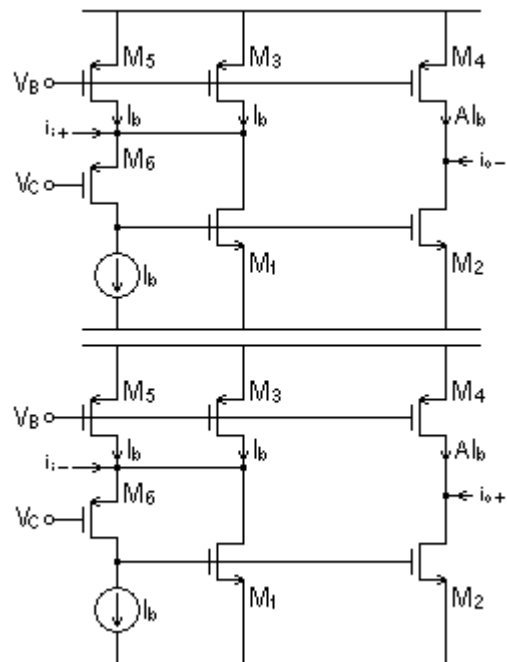 M5 M3 M4
VB
Ib Ib AIb
ii+
M6 io−
VC
Ib M1 M2
M5 M3 M4
VB
Ib Ib AIb
ii−
M6 io+
VC
Ib M1 M2